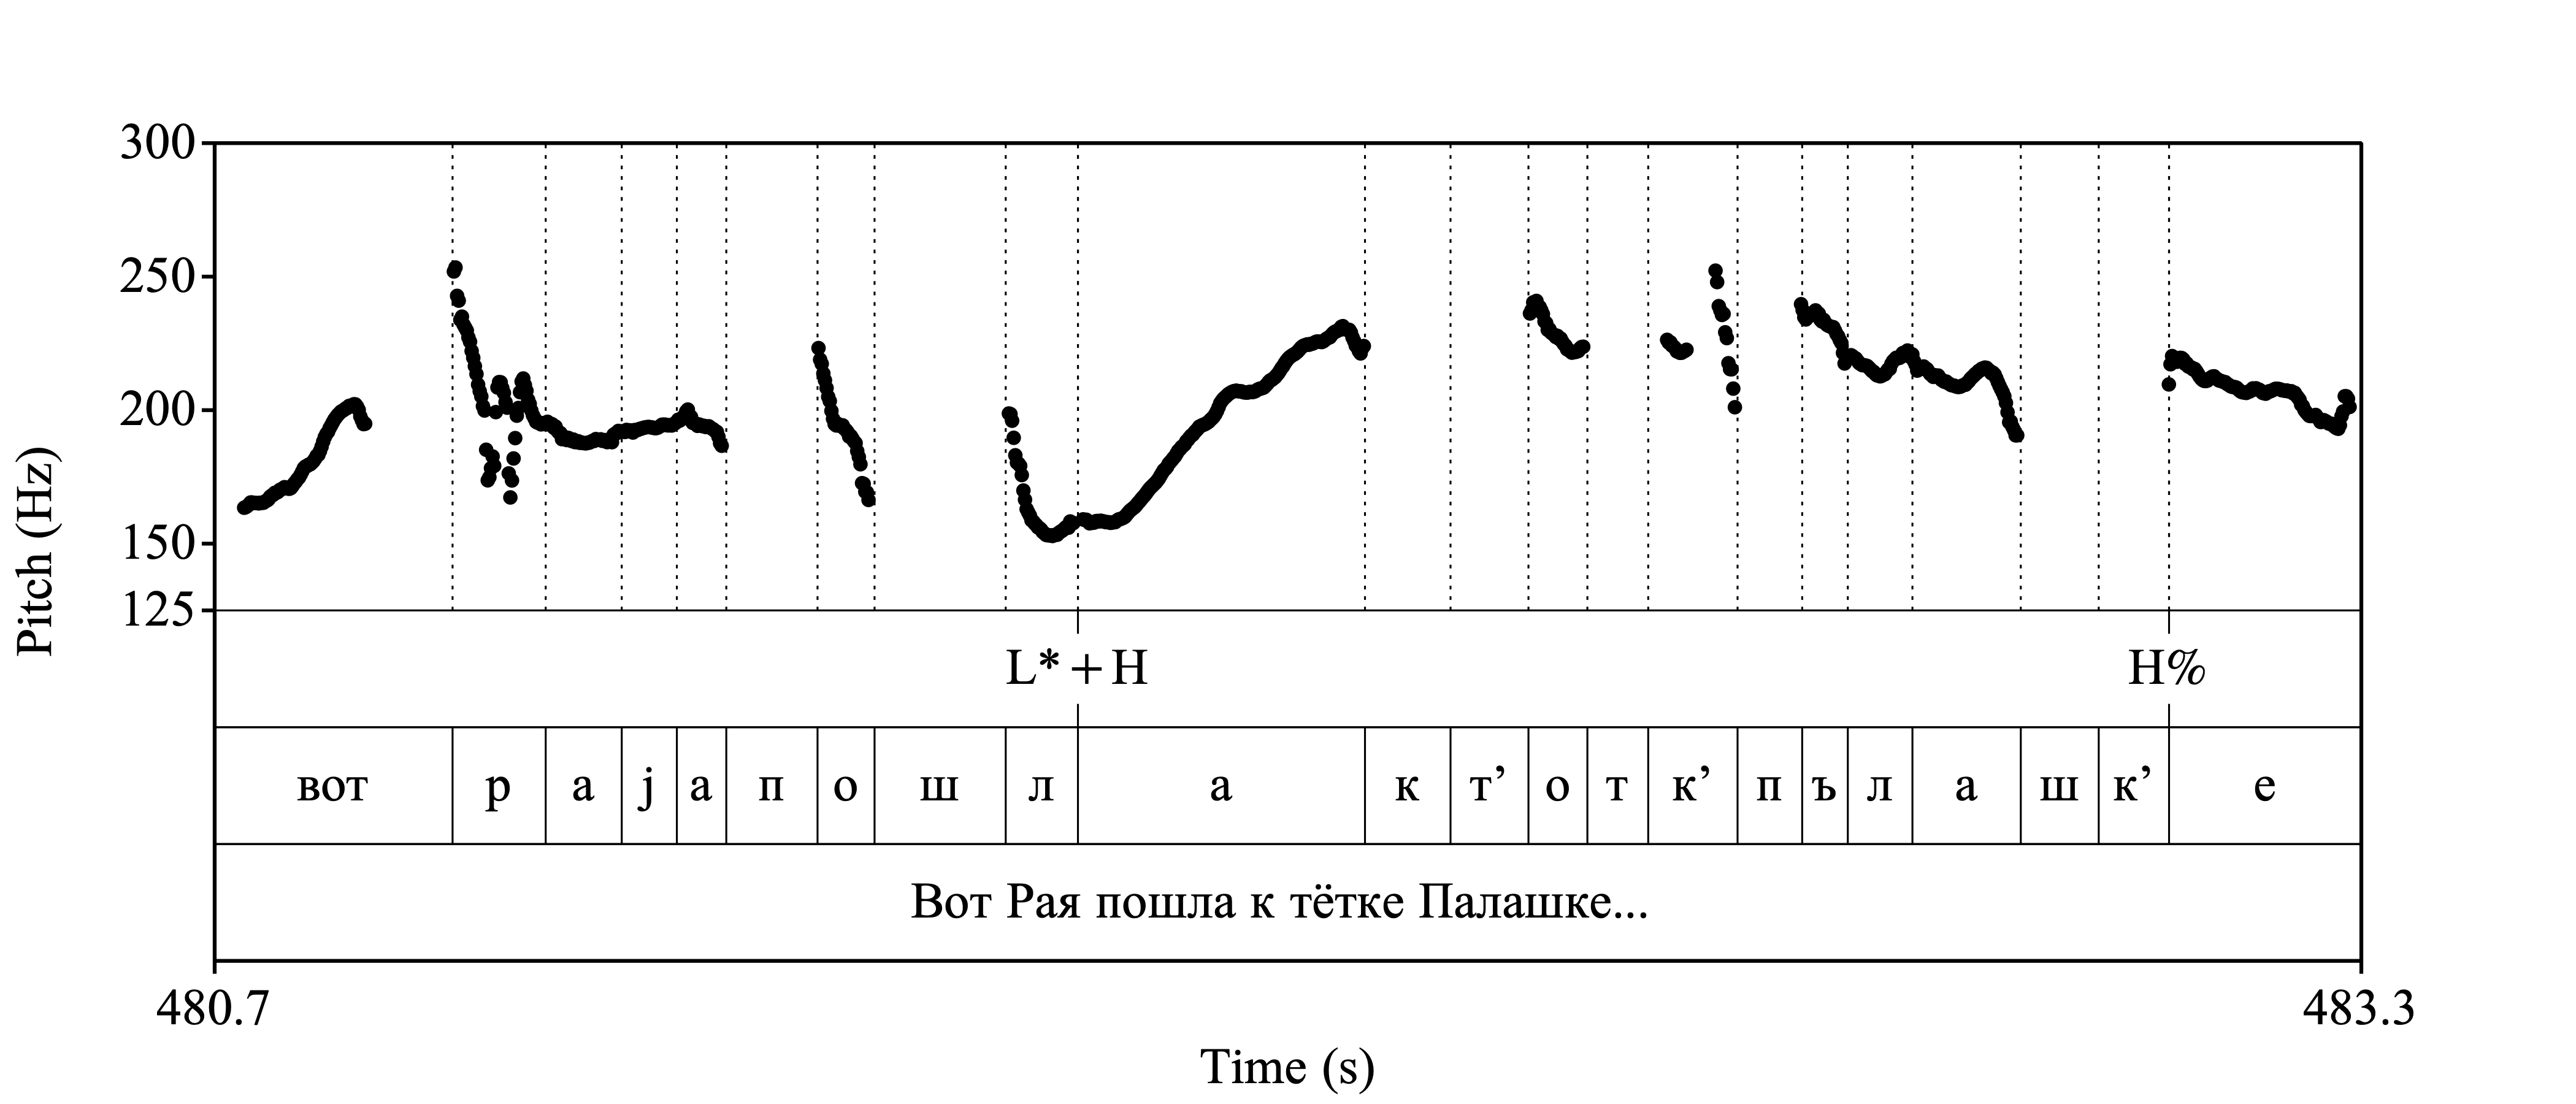 300
250
200
150
125
Pitch (Hz)
L* + H H%
вот р а j а п о ш л а к т’ о т к’ п ъ л а ш к’ е
Вот Рая пошла к тётке Палашке...
480.7 483.3
Time (s)